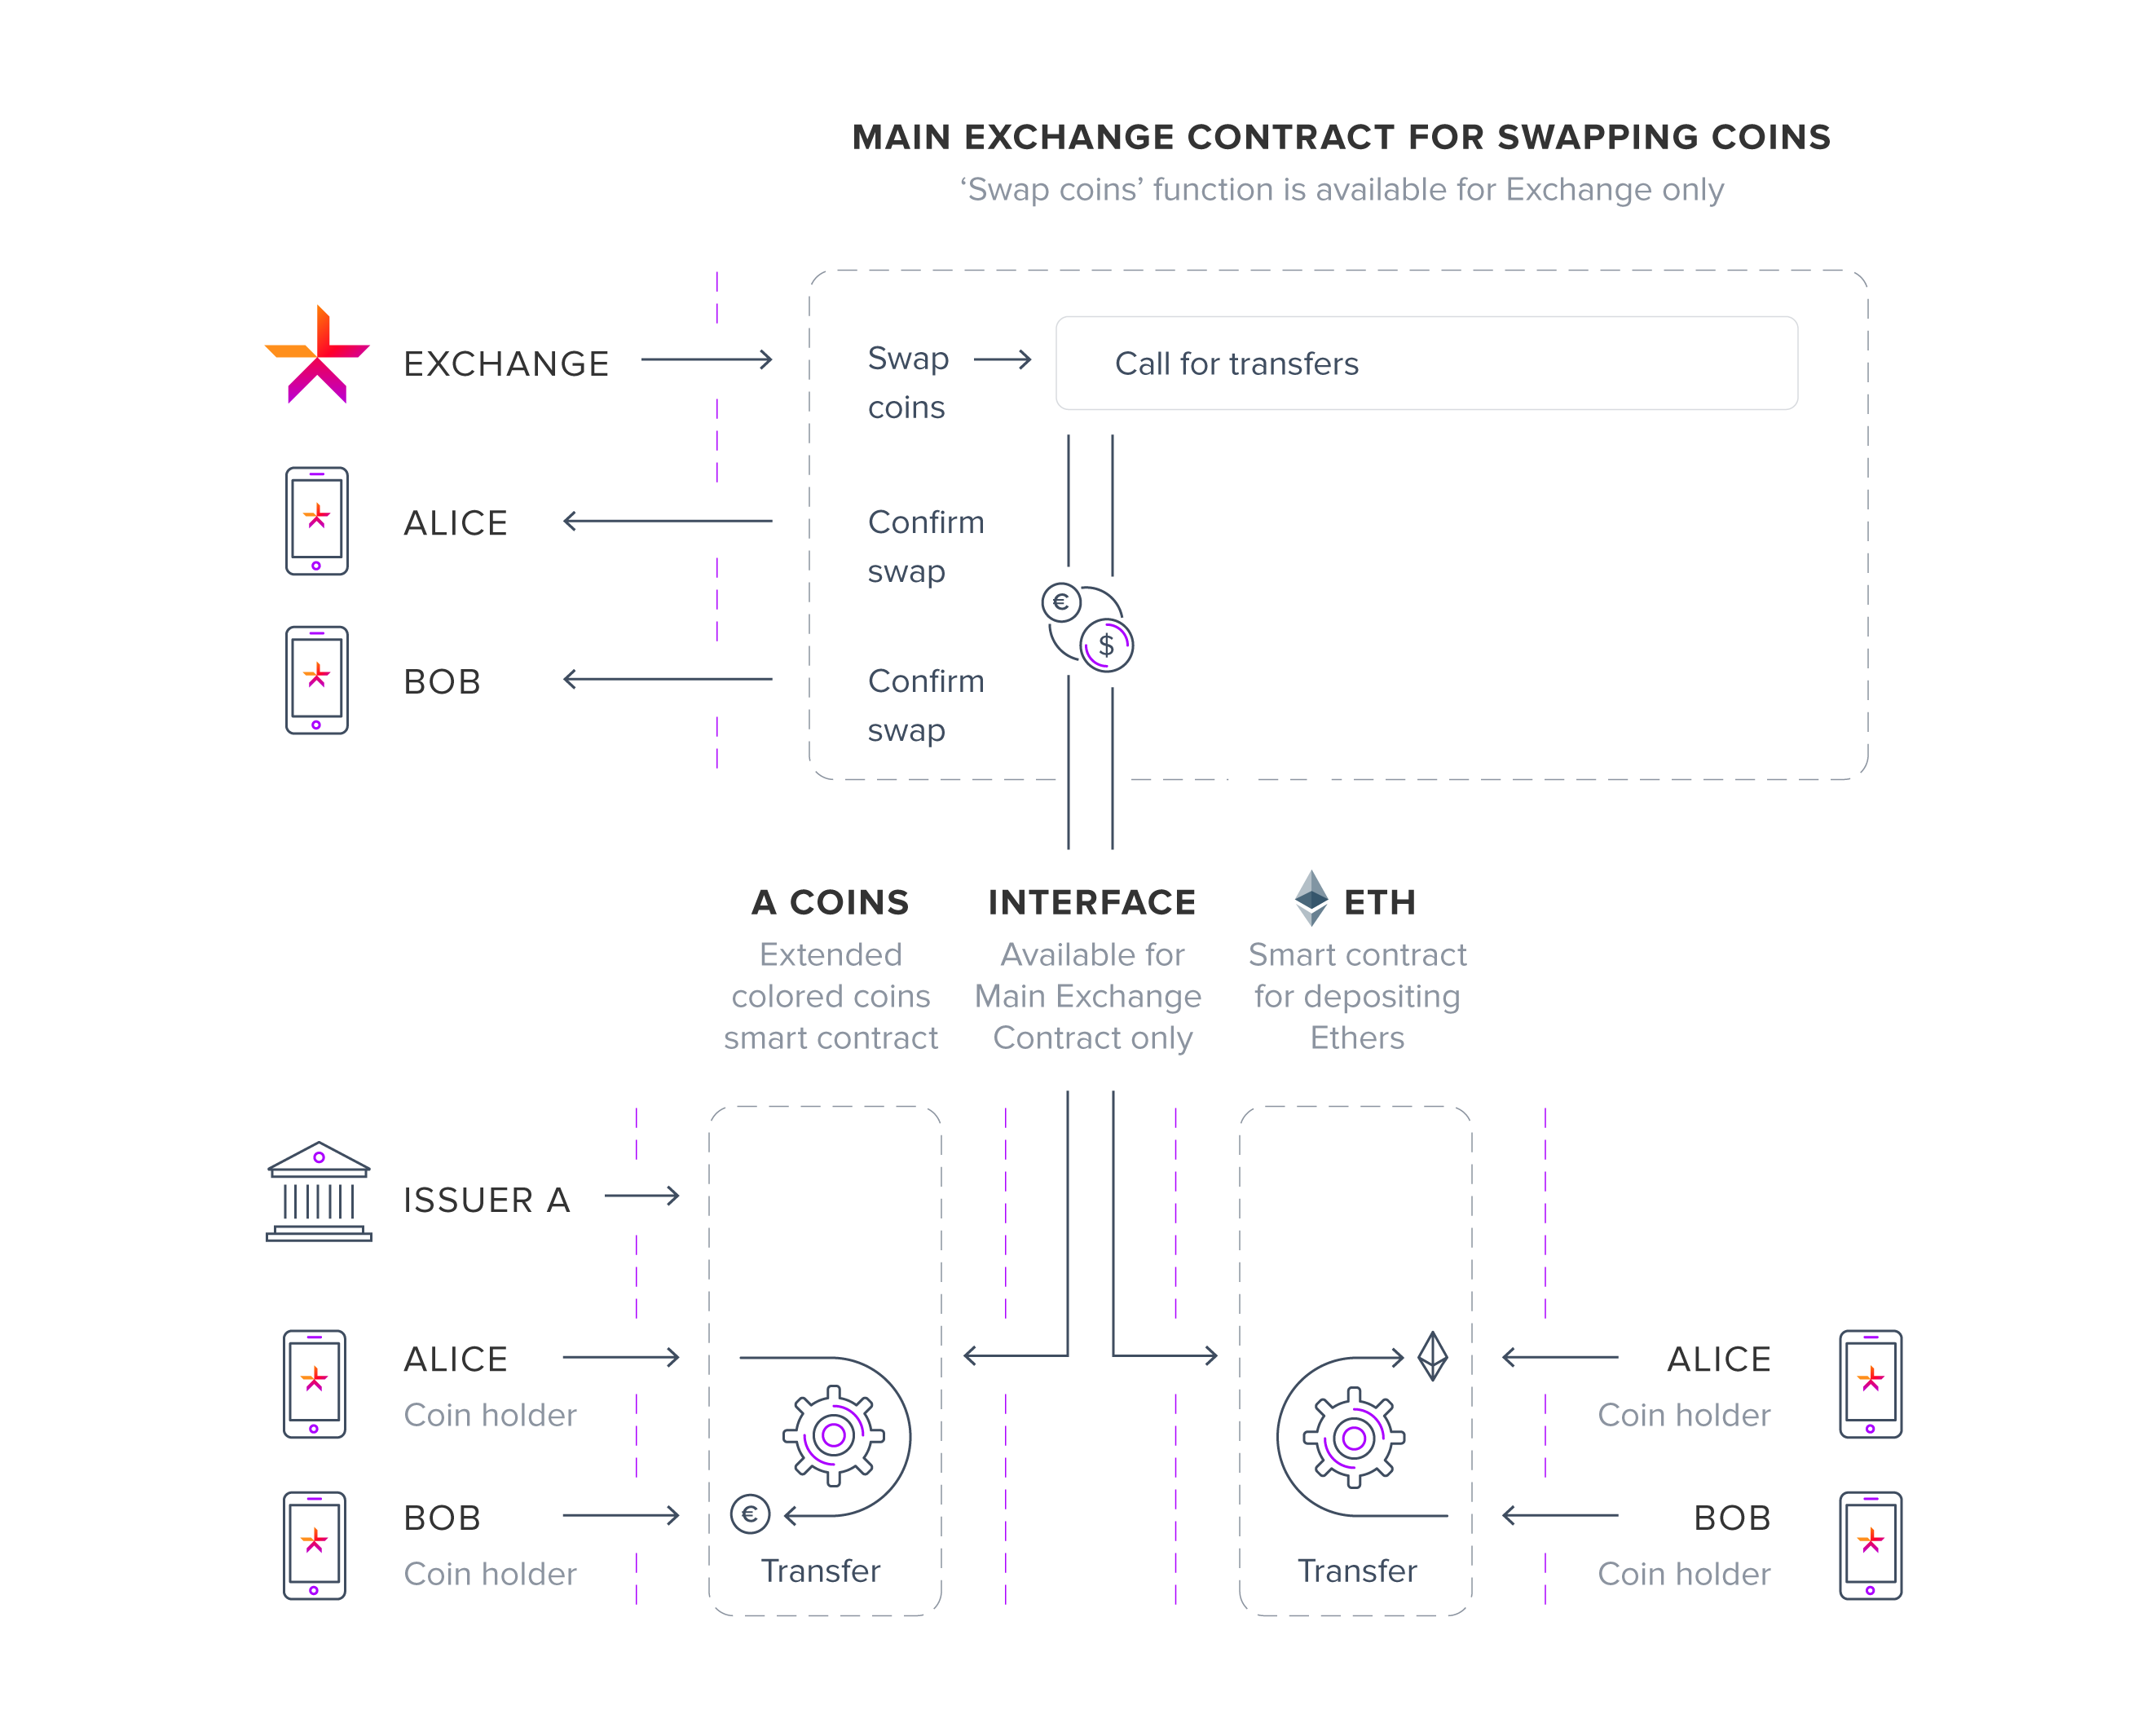 MAIN EXCHANGE CONTRACT FOR SWAPPING COINS
‘Swap coins’ function is available for Exchange only
EXCHANGE
Swap
coins
Call for transfers
ALICE
Confirm
swap
€
$
BOB
Confirm
swap
A COINS
Extended
colored coins
smart contract
INTERFACE
Available for
Main Exchange
Contract only
ETH
Smart contract
for depositing
Ethers
ISSUER A
ALICE
Coin holder
BOB
Coin holder
€
Transfer
Transfer
ALICE
Coin holder
BOB
Coin holder